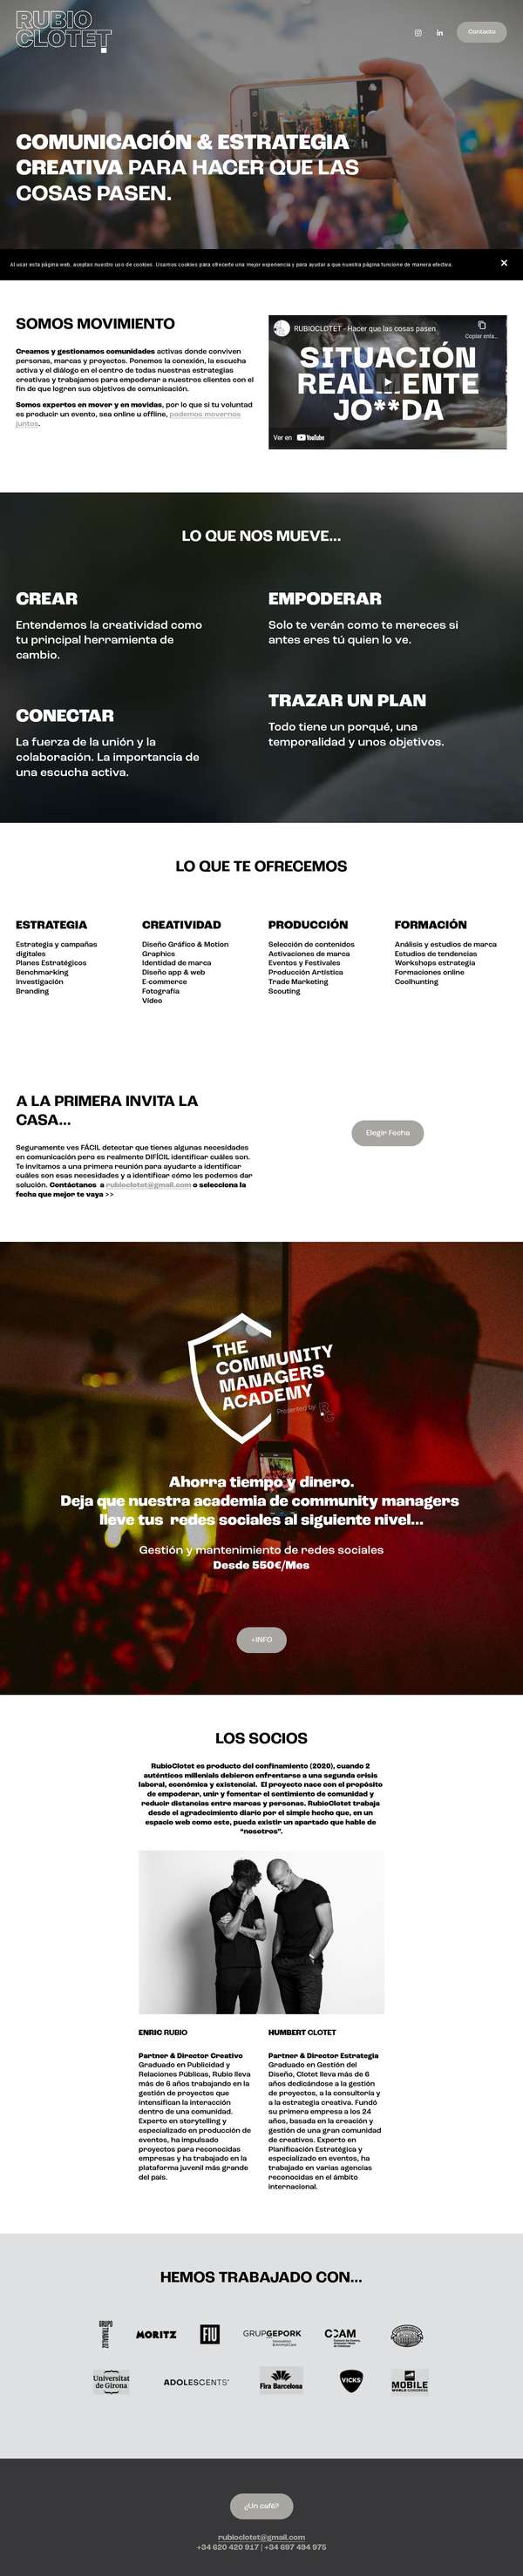 RUBIO
CLOTET
Contacto
COMUNICACIÓN & ESTRATEGIA
CREATIVA PARA HACER QUE LAS
COSAS PASEN.
Al usar esta página web, aceptas nuestro uso de cookies. Usamos cookies para ofrecerte una mejor experiencia y para ayudar a que nuestra página funcione de manera efectiva.
SOMOS MOVIMIENTO
Creamos y gestionamos comunidades activas donde conviven
personas, marcas y proyectos. Ponemos la conexión, la escucha
activa y el diálogo en el centro de todas nuestras estrategias
creativas y trabajamos para empoderar a nuestros clientes con el
fin de que logren sus objetivos de comunicación.
Somos expertos en mover y en movidas, por lo que si tu voluntad
es producir un evento, sea online u offline, podemos movernos
juntos.
RUBIOCLOTET - Hacer que las cosas pasen
Copiar enla...
SITUACIÓN
JO**DA
Ver en YouTube
LO QUE NOS MUEVE...
CREAR
Entendemos la creatividad como
tu principal herramienta de
cambio.
EMPODERAR
Solo te verán como te mereces si
antes eres tú quien lo ve.
CONECTAR
La fuerza de la unión y la
colaboración. La importancia de
una escucha activa.
TRAZAR UN PLAN
Todo tiene un porqué, una
temporalidad y unos objetivos.
LO QUE TE OFRECEMOS
ESTRATEGIA
Estrategia y campañas
digitales
Planes Estratégicos
Benchmarking
Investigación
Branding
CREATIVIDAD
Diseño Gráfico & Motion
Graphics
Identidad de marca
Diseño app & web
E-commerce
Fotografía
Vídeo
PRODUCCIÓN
Selección de contenidos
Activaciones de marca
Eventos y Festivales
Producción Artística
Trade Marketing
Scouting
FORMACIÓN
Análisis y estudios de marca
Estudios de tendencias
Workshops estrategia
Formaciones online
Coolhunting
A LA PRIMERA INVITA LA
CASA...
Seguramente ves FÁCIL detectar que tienes algunas necesidades
en comunicación pero es realmente DIFÍCIL identificar cuáles son.
Te invitamos a una primera reunión para ayudarte a identificar
cuáles son esas necesidades y a identificar cómo les podemos dar
solución. Contáctanos a rubioclotet@gmail.com o selecciona la
fecha que mejor te vaya >>
Elegir Fecha
THE
COMMUNITY
MANAGERS
ACADEMY
Presented by RC
Ahorra tiempo y dinero.
Deja que nuestra academia de community managers
lleve tus redes sociales al siguiente nivel...
Gestión y mantenimiento de redes sociales
Desde 550€/Mes
+INFO
LOS SOCIOS
RubioClotet es producto del confinamiento (2020), cuando 2
auténticos millenials debieron enfrentarse a una segunda crisis
laboral, económica y existencial. El proyecto nace con el propósito
de empoderar, unir y fomentar el sentimiento de comunidad y
reducir distancias entre marcas y personas. RubioClotet trabaja
desde el agradecimiento diario por el simple hecho que, en un
espacio web como este, pueda existir un apartado que hable de
“nosotros”.
ENRIC RUBIO
Partner & Director Creativo
Graduado en Publicidad y
Relaciones Públicas, Rubio lleva
más de 6 años trabajando en la
gestión de proyectos que
intensifican la interacción
dentro de una comunidad.
Experto en storytelling y
especializado en producción de
eventos, ha impulsado
proyectos para reconocidas
empresas y ha trabajado en la
plataforma juvenil más grande
del país.
HUMBERT CLOTET
Partner & Director Estrategia
Graduado en Gestión del
Diseño, Clotet lleva más de 6
años dedicándose a la gestión
de proyectos, a la consultoría y
a la estrategia creativa. Fundó
su primera empresa a los 24
años, basada en la creación y
gestión de una gran comunidad
de creativos. Experto en
Planificación Estratégica y
especializado en eventos, ha
trabajado en varias agencias
reconocidas en el ámbito
internacional.
HEMOS TRABAJADO CON...
GRUPO
TRABALUZ
MORITZ
FIU
GRUPGEPORK
Innovation
& Animal Care
Universitat
de Girona
ADOLESCENTS'
Fira Barcelona
VICKS
MOBILE
WORLD CONGRESS
¿Un café?
rubioclotet@gmail.com
+34 620 420 917 | +34 697 494 975